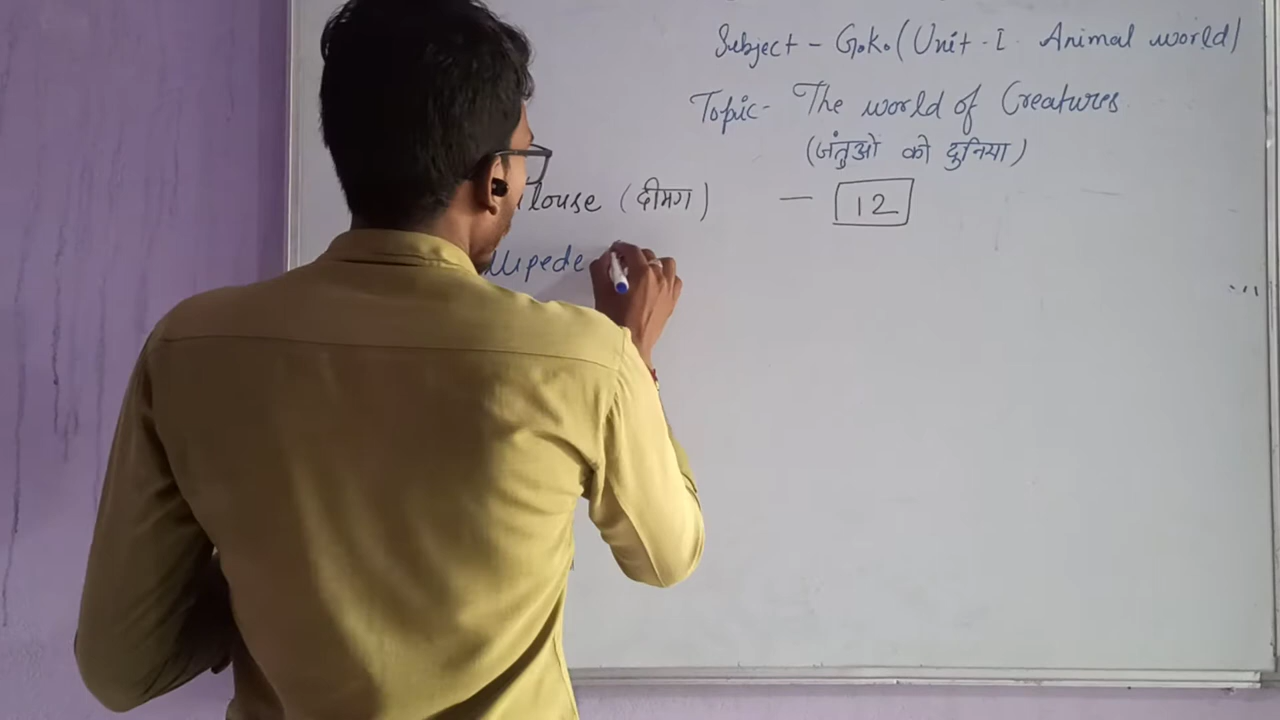 Subject - G.K. (Unit - I Animal world)
Topic - The world of Creatures
(जंतुओं को दुनिया)
louse (दीमग) — 12
llipede